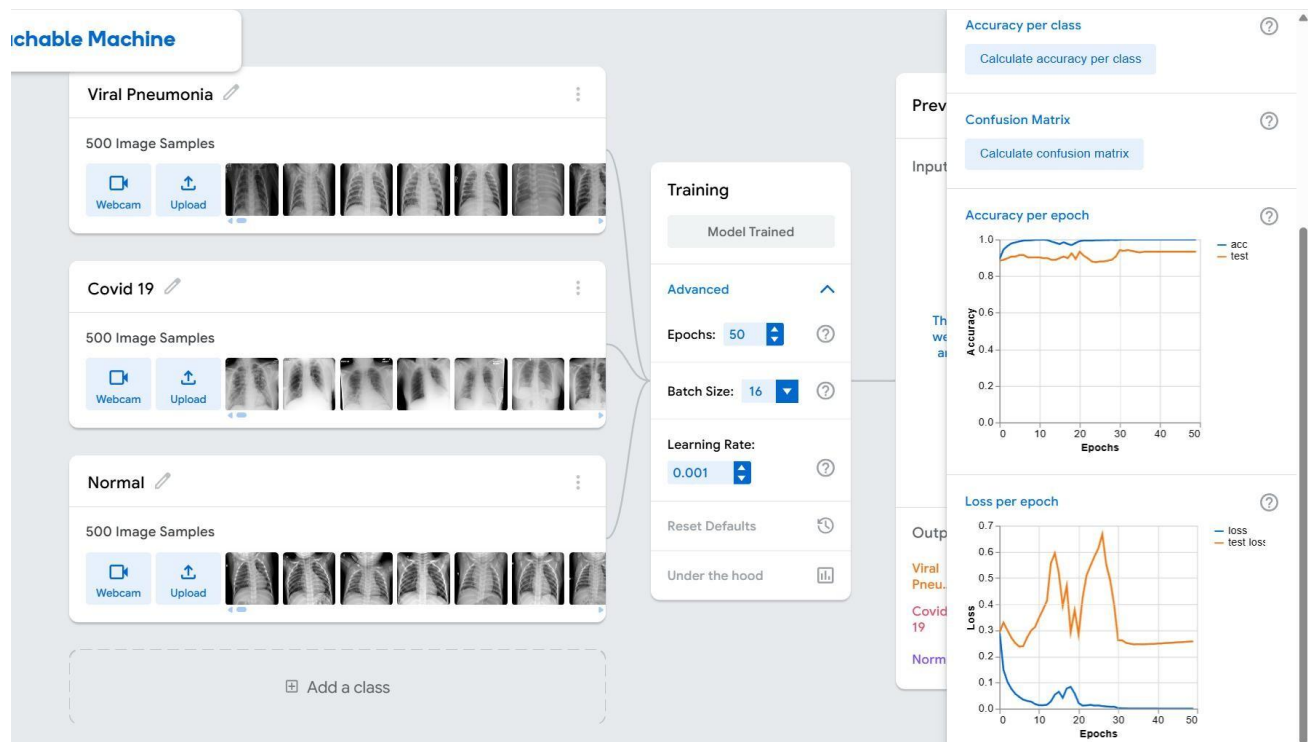 chable Machine
Viral Pneumonia
500 Image Samples
Webcam
Upload
Covid 19
500 Image Samples
Webcam
Upload
Normal
500 Image Samples
Webcam
Upload
Add a class
Training
Model Trained
Advanced
Epochs: 50
Batch Size: 16
Learning Rate:
0.001
Reset Defaults
Under the hood
Prev
Input
Th
we
Outp
Viral
Pneu.
Covid
19
Norm
Accuracy per class
Calculate accuracy per class
Confusion Matrix
Calculate confusion matrix
Accuracy per epoch
1.0
0.8
0.6
0.4
0.2
0.0
Accuracy
0 10 20 30 40 50
Epochs
acc
test
Loss per epoch
0.7
0.6
0.5
0.4
0.3
0.2
0.1
0.0
Loss
0 10 20 30 40 50
Epochs
loss
test loss